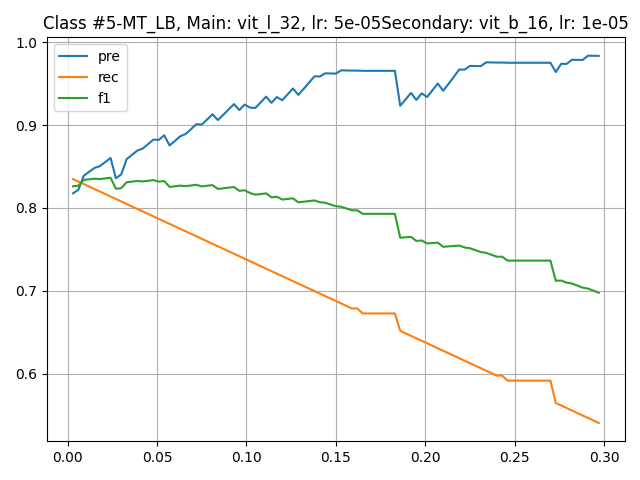 Class #5-MT_LB, Main: vit_l_32, lr: 5e-05Secondary: vit_b_16, lr: 1e-05
1.0
0.9
0.8
0.7
0.6
pre
rec
f1
0.00 0.05 0.10 0.15 0.20 0.25 0.30